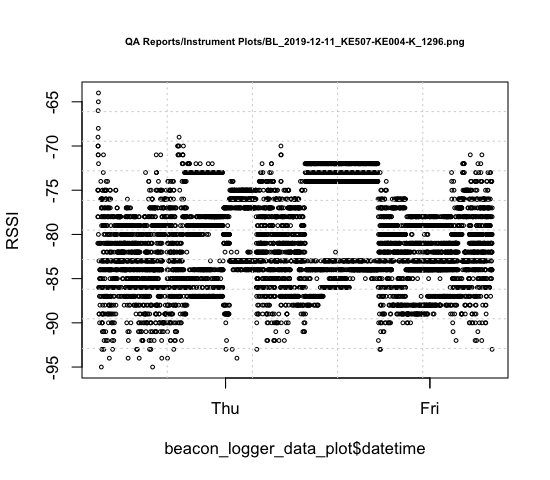 QA Reports/Instrument Plots/BL_2019-12-11_KE507-KE004-K_1296.png
-65
-70
-75
-80
-85
-90
-95
RSSI
Thu
Fri
beacon_logger_data_plot$datetime